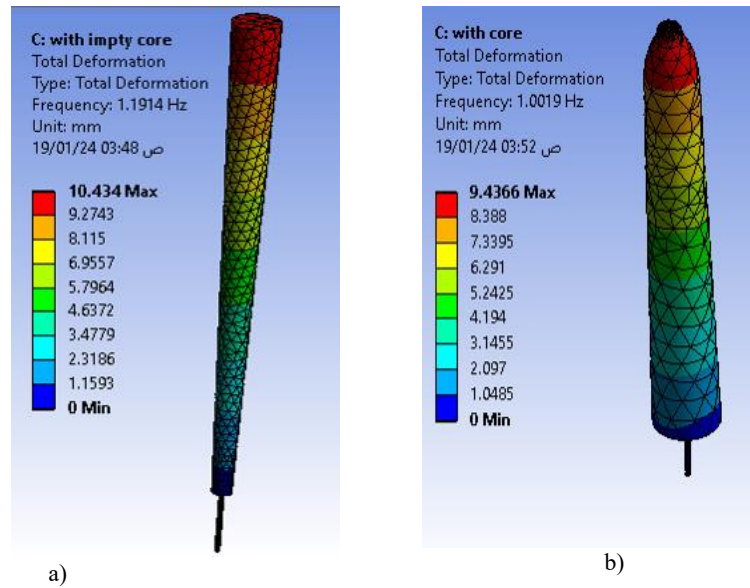 C: with impty core
Total Deformation
Type: Total Deformation
Frequency: 1.1914 Hz
Unit: mm
19/01/24 03:48 ص
10.434 Max
9.2743
8.115
6.9557
5.7964
4.6372
3.4779
2.3186
1.1593
0 Min
a)
C: with core
Total Deformation
Type: Total Deformation
Frequency: 1.0019 Hz
Unit: mm
19/01/24 03:52 ص
9.4366 Max
8.388
7.3395
6.291
5.2425
4.194
3.1455
2.097
1.0485
0 Min
b)